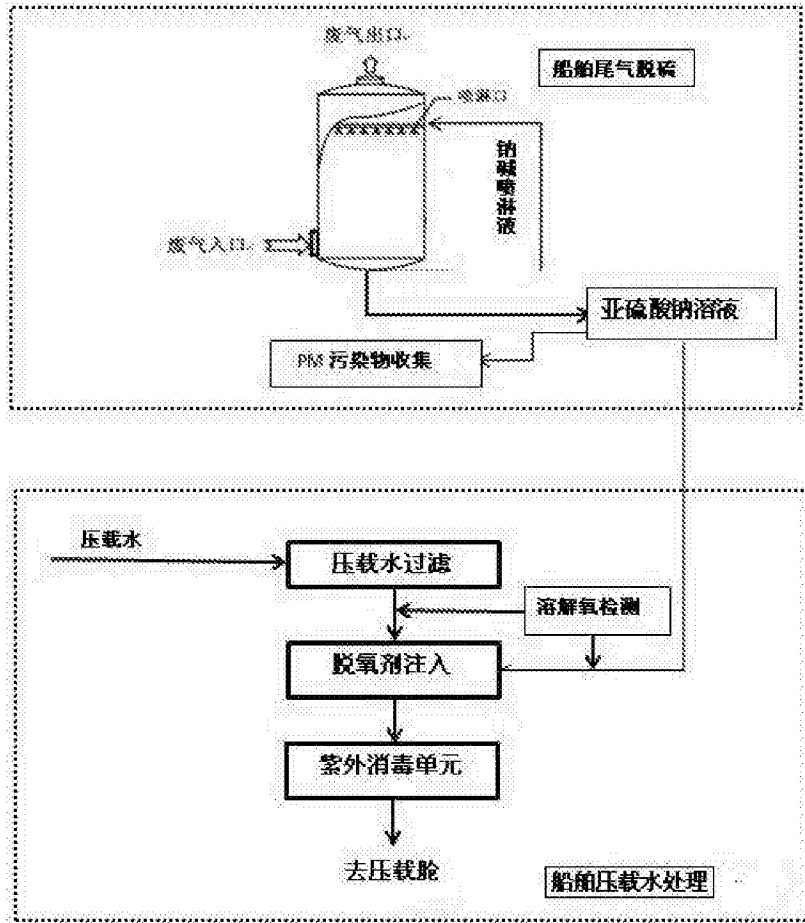 废气出口
船舶尾气脱硫
喷淋口
钠碱喷淋液
废气入口
亚硫酸钠溶液
PM 污染物收集
压载水
压载水过滤
溶解氧检测
脱氧剂注入
紫外消毒单元
去压载舱
船舶压载水处理